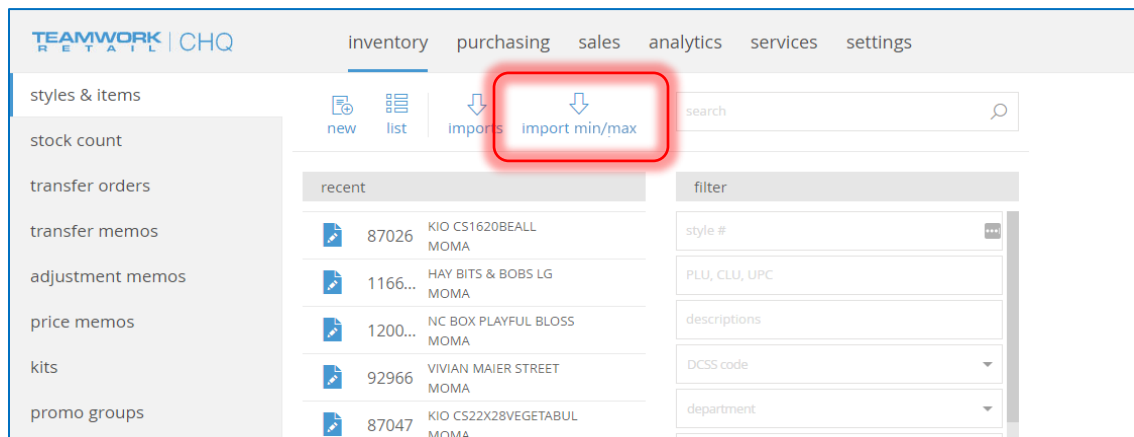 TEAMWORK RETAIL | CHQ
inventory purchasing sales analytics services settings
styles & items
stock count
transfer orders
transfer memos
adjustment memos
price memos
kits
promo groups
new list imports import min/max
search
recent
87026 KIO CS1620BEALL
MOMA
1166... HAY BITS & BOBS LG
MOMA
1200... NC BOX PLAYFUL BLOSS
MOMA
92966 VIVIAN MAIER STREET
MOMA
87047 KIO CS22X28VEGETABUL
MOMA
filter
style #
PLU, CLU, UPC
descriptions
DCSS code
department